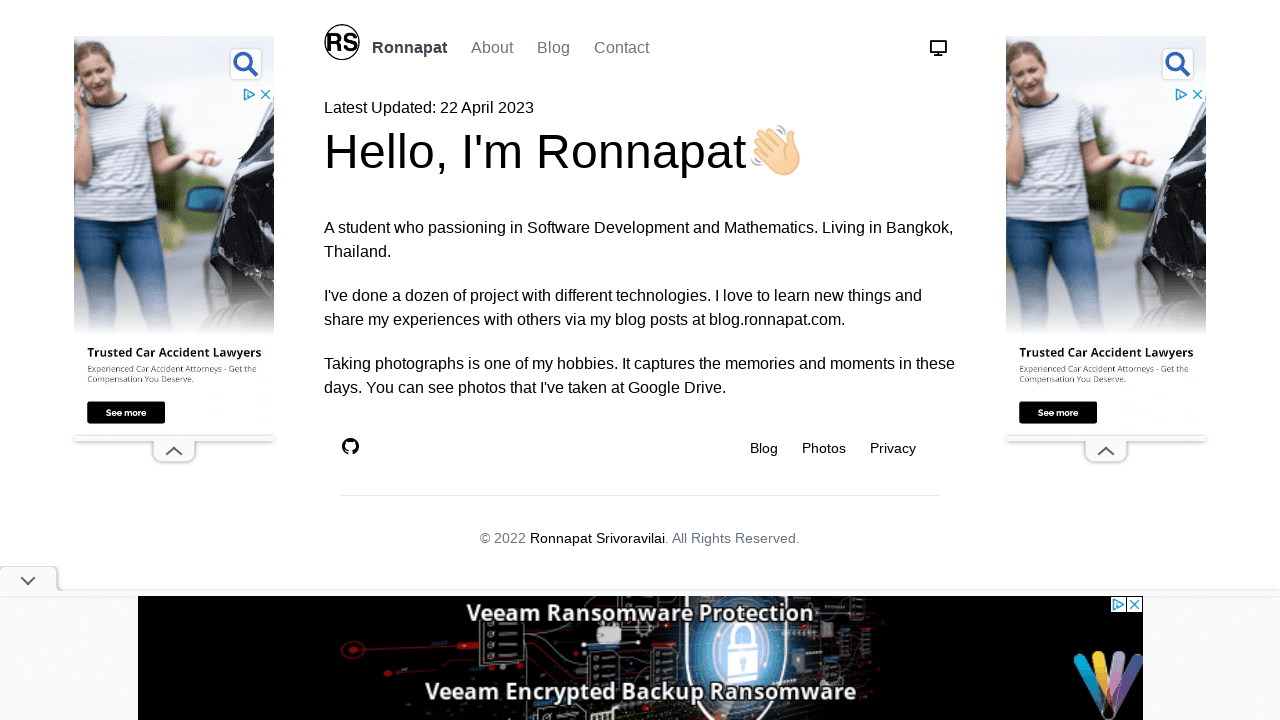 RS
Ronnapat About Blog Contact
Latest Updated: 22 April 2023
Hello, I'm Ronnapat
A student who passioning in Software Development and Mathematics. Living in Bangkok,
Thailand.
I've done a dozen of project with different technologies. I love to learn new things and
share my experiences with others via my blog posts at blog.ronnapat.com.
Taking photographs is one of my hobbies. It captures the memories and moments in these
days. You can see photos that I've taken at Google Drive.
Blog Photos Privacy
© 2022 Ronnapat Srivoravilai. All Rights Reserved.
Trusted Car Accident Lawyers
Experienced Car Accident Attorneys - Get the
Compensation You Deserve.
See more
Trusted Car Accident Lawyers
Experienced Car Accident Attorneys - Get the
Compensation You Deserve.
See more
Veeam Ransomware Protection
Veeam Encrypted Backup Ransomware